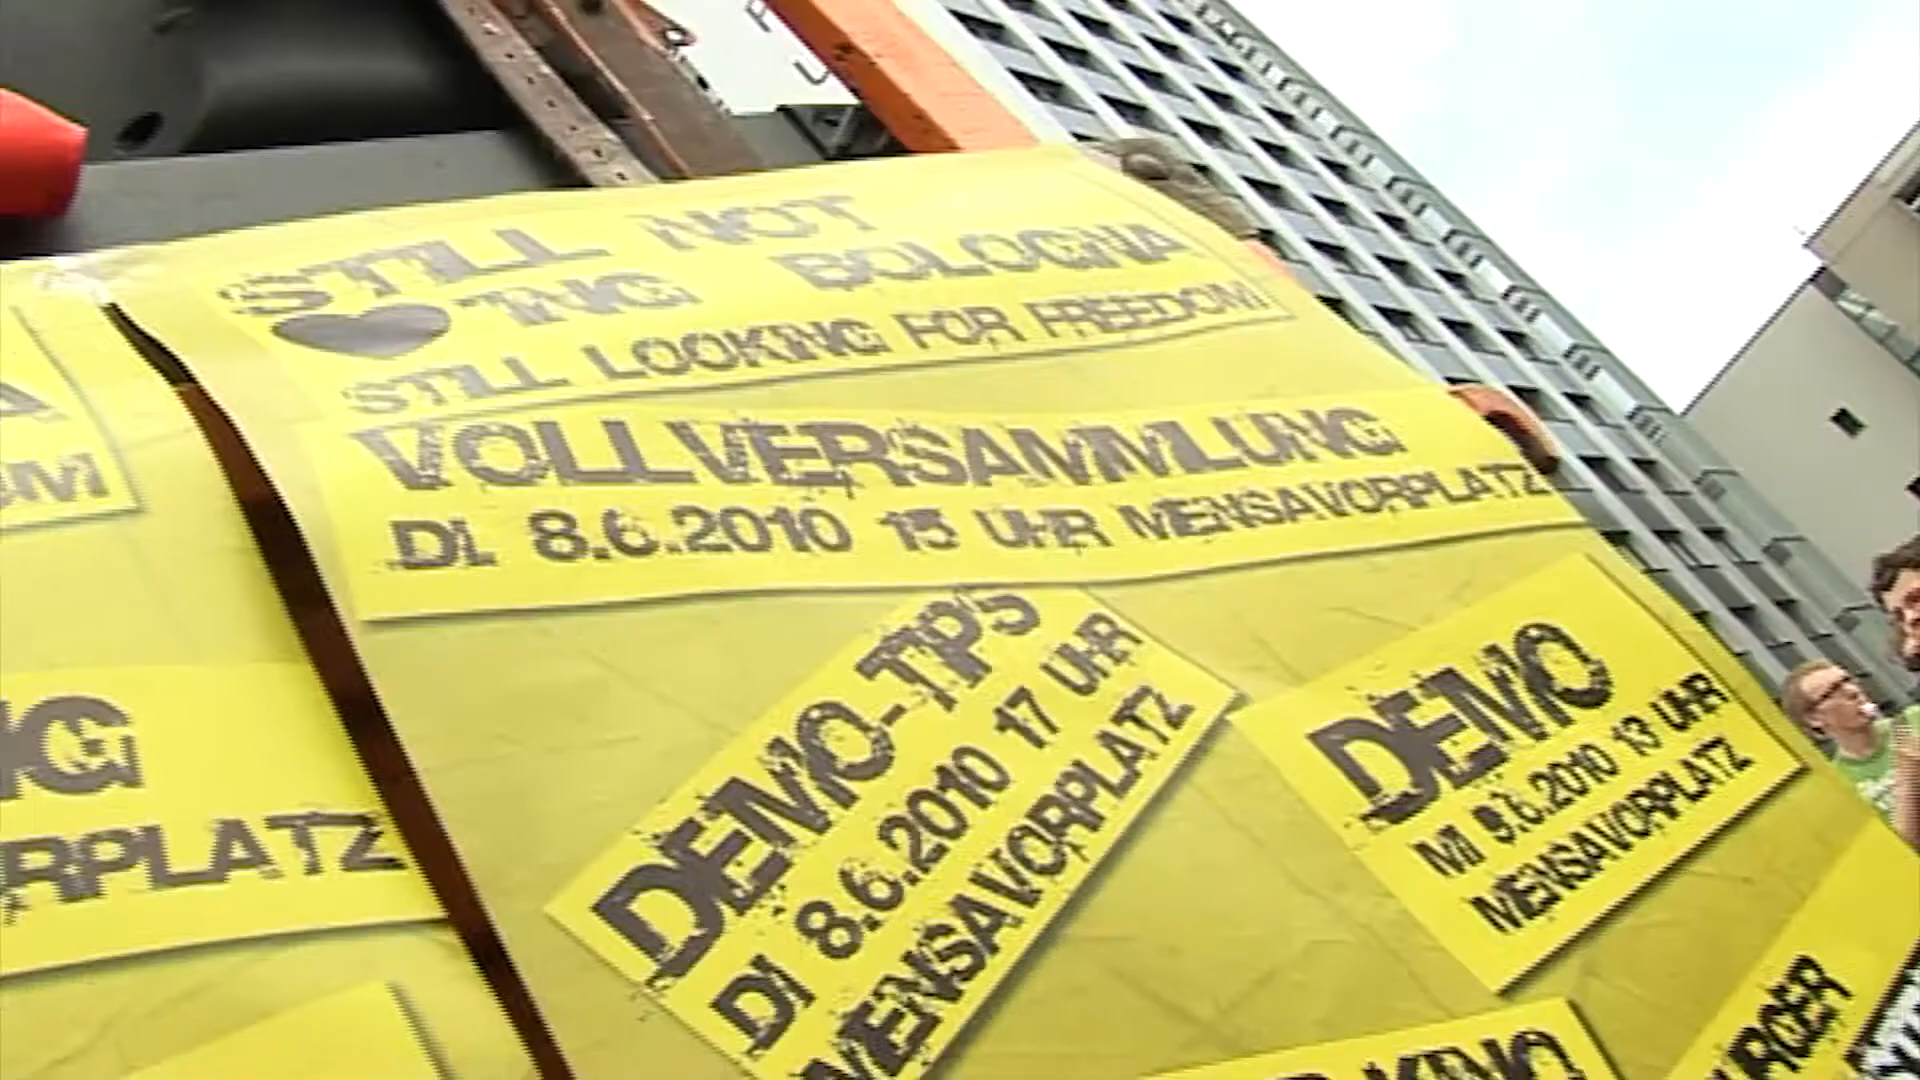 STILL NOT
♥'ING BOLOGNA
STILL LOOKING FOR FREEDOM
VOLLVERSAMMLUNG
DI. 8.6.2010 15 UHR MENSAVORPLATZ
DEMO-TIPS
DI 8.6.2010 17 UHR
MENSAVORPLATZ
DEMO
MI 9.6.2010 13 UHR
MENSAVORPLATZ